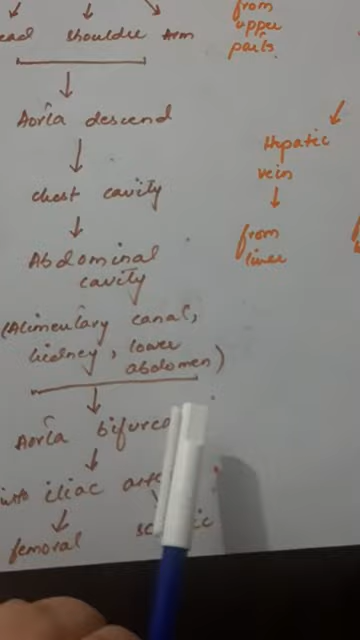 Shoulder Arm
from
upper
parts
Aorta descend
Hepatic
vein
chest cavity
from
liver
Abdominal
cavity
(Alimentary canal,
kidney, lower
abdomen)
Aorta
into iliac
femoral